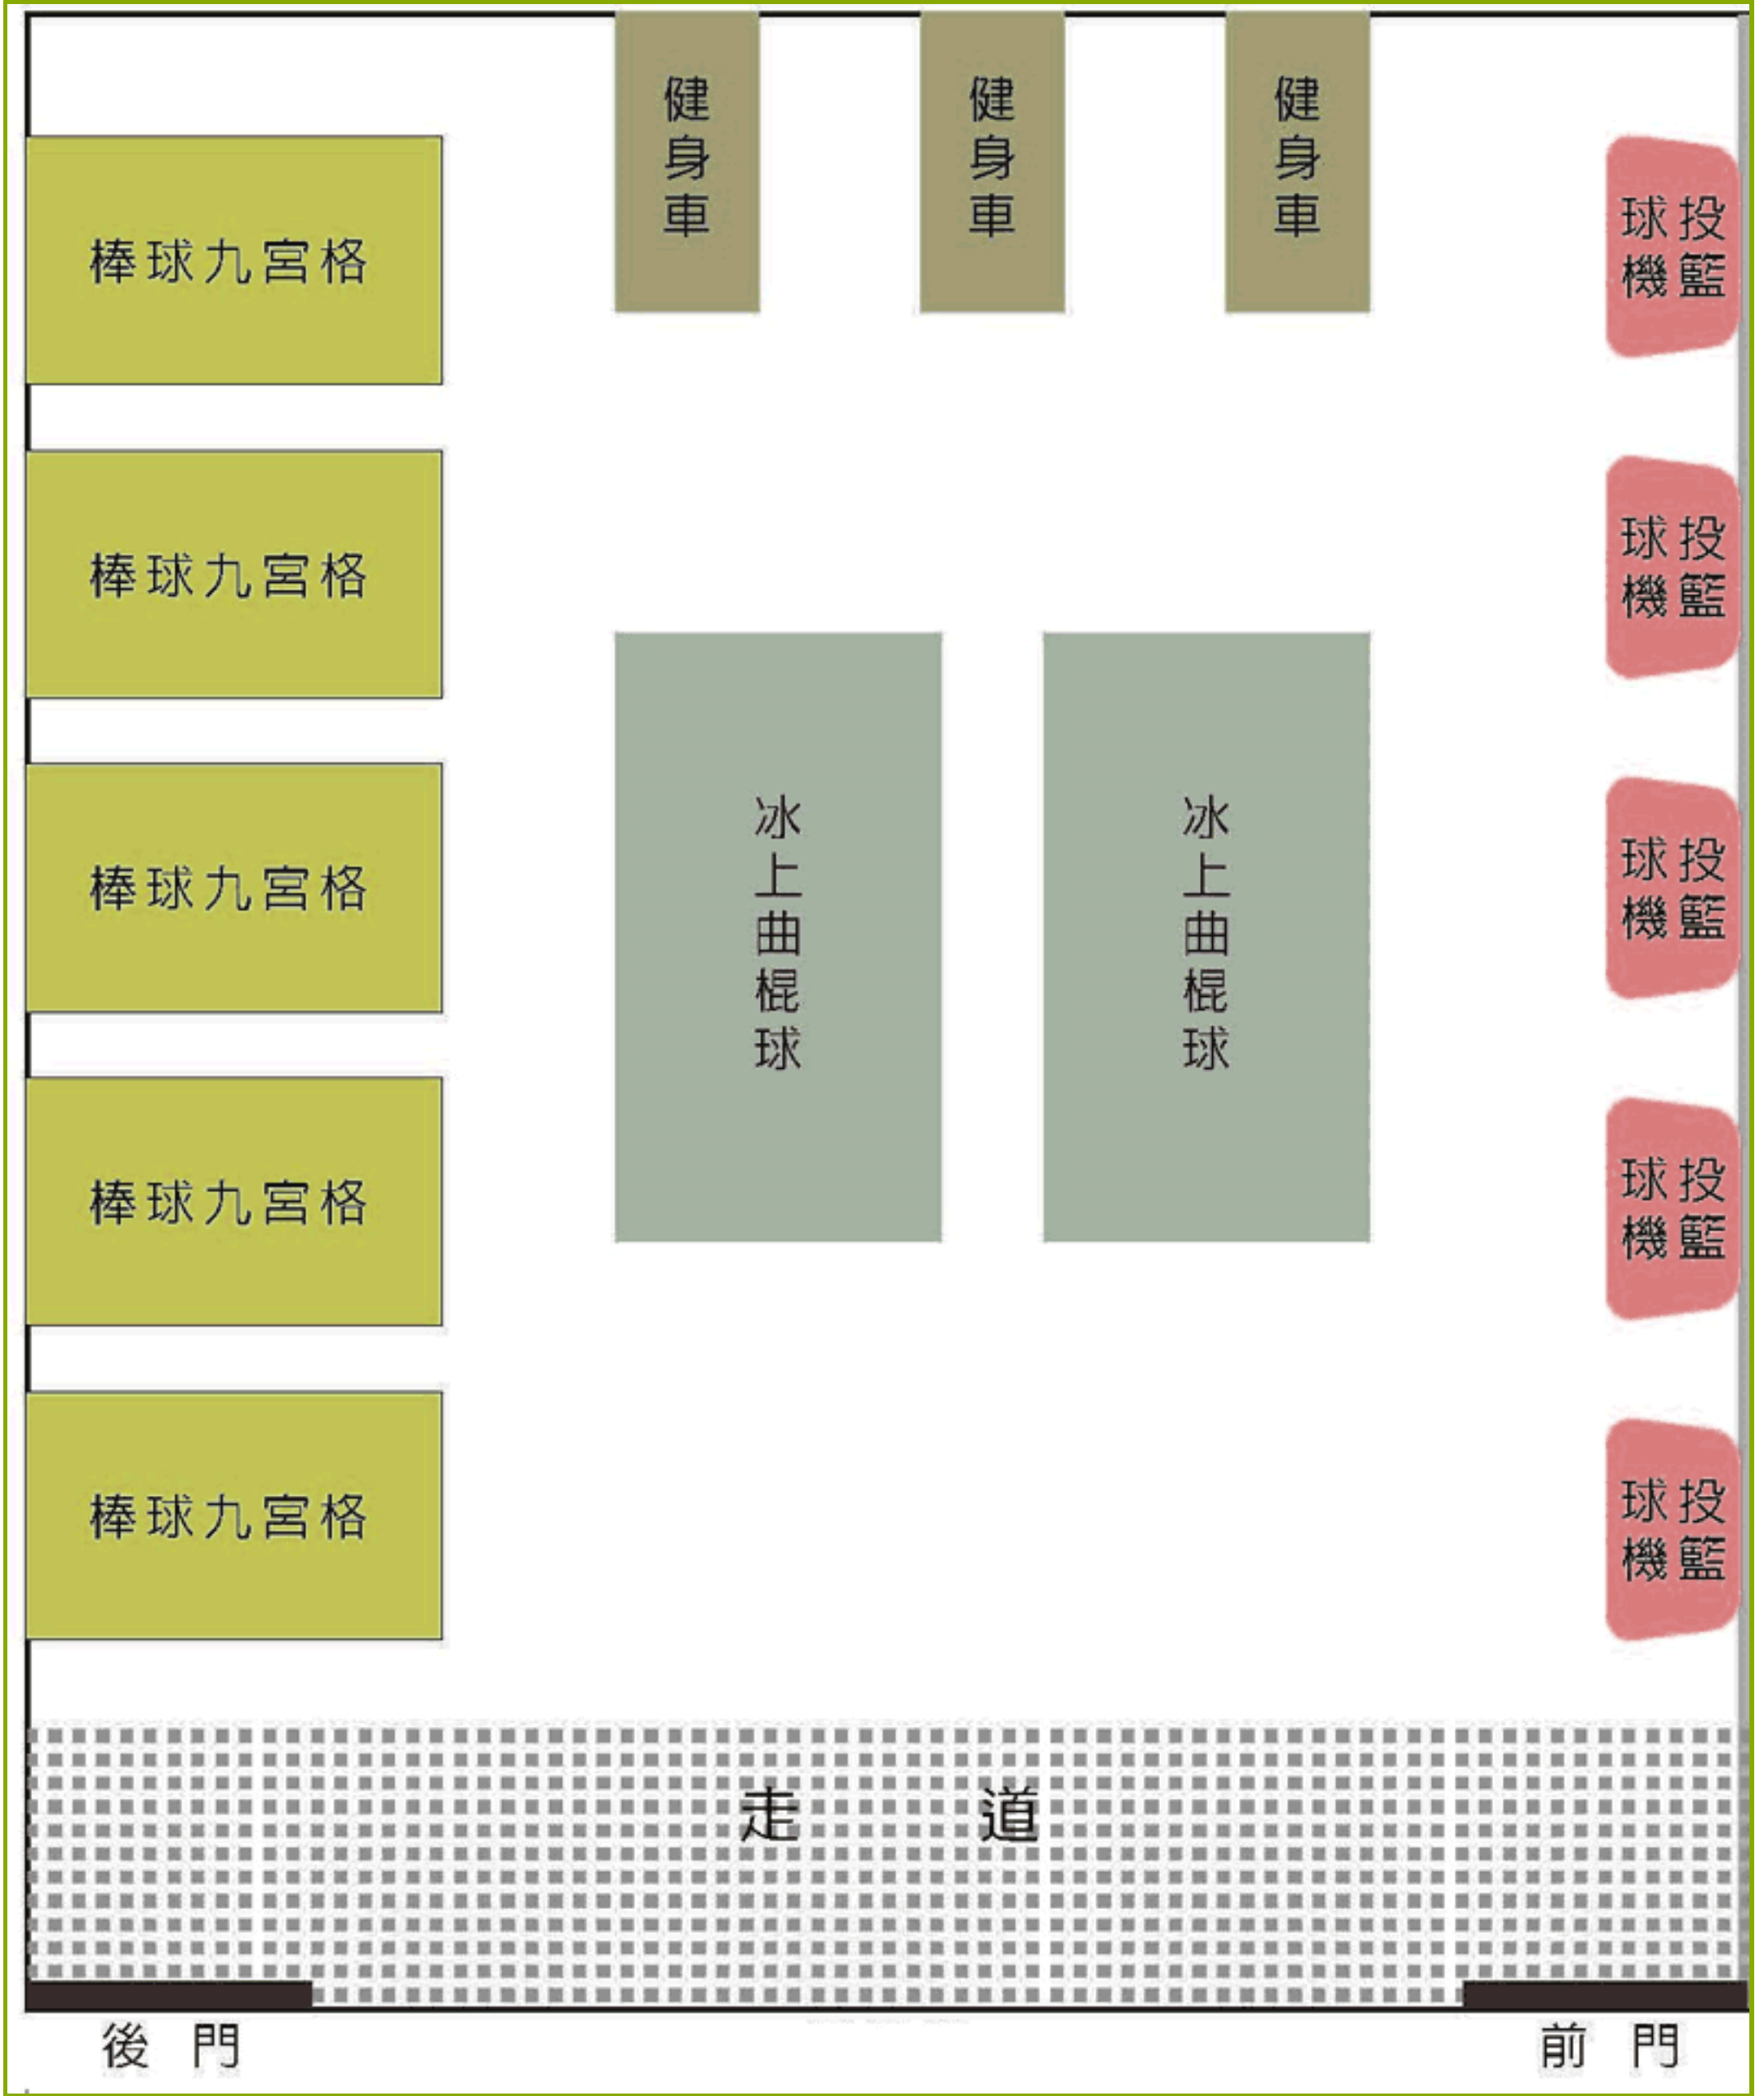 健身車
健身車
健身車
棒球九宮格
投籃
球機
棒球九宮格
投籃
球機
冰上曲棍球
冰上曲棍球
棒球九宮格
投籃
球機
棒球九宮格
投籃
球機
棒球九宮格
投籃
球機
走道
後門
前門